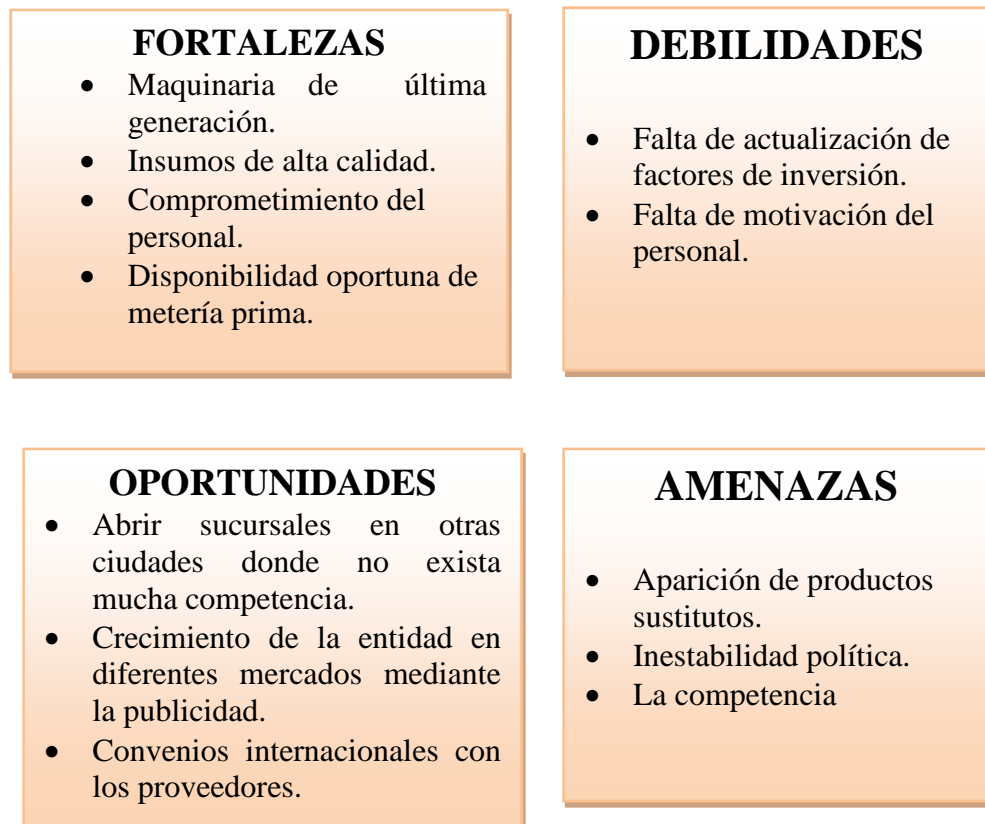 FORTALEZAS
• Maquinaria de última
generación.
• Insumos de alta calidad.
• Comprometimiento del
personal.
• Disponibilidad oportuna de
metería prima.
DEBILIDADES
• Falta de actualización de
factores de inversión.
• Falta de motivación del
personal.
OPORTUNIDADES
• Abrir sucursales en otras
ciudades donde no exista
mucha competencia.
• Crecimiento de la entidad en
diferentes mercados mediante
la publicidad.
• Convenios internacionales con
los proveedores.
AMENAZAS
• Aparición de productos
sustitutos.
• Inestabilidad política.
• La competencia